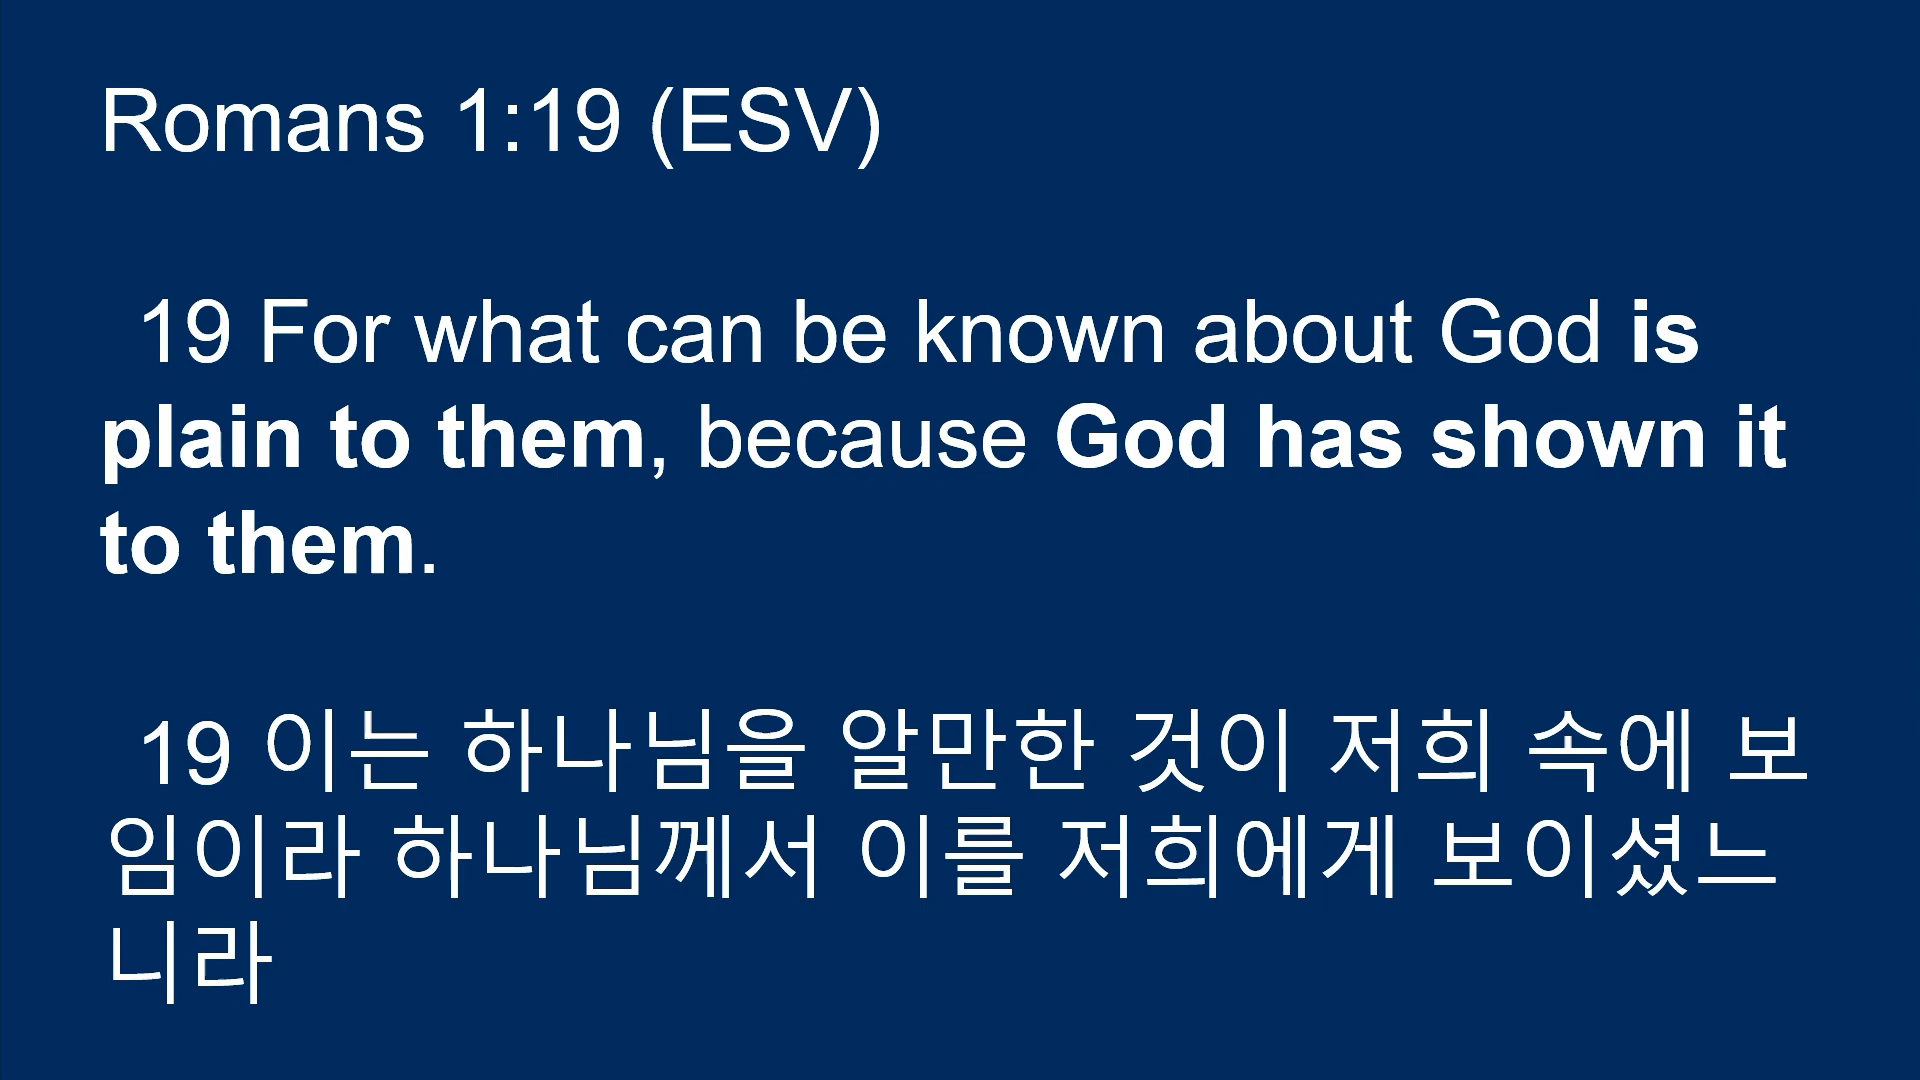 Romans 1:19 (ESV)
19 For what can be known about God is
plain to them, because God has shown it
to them.
19 이는 하나님을 알만한 것이 저희 속에 보
임이라 하나님께서 이를 저희에게 보이셨느
니라